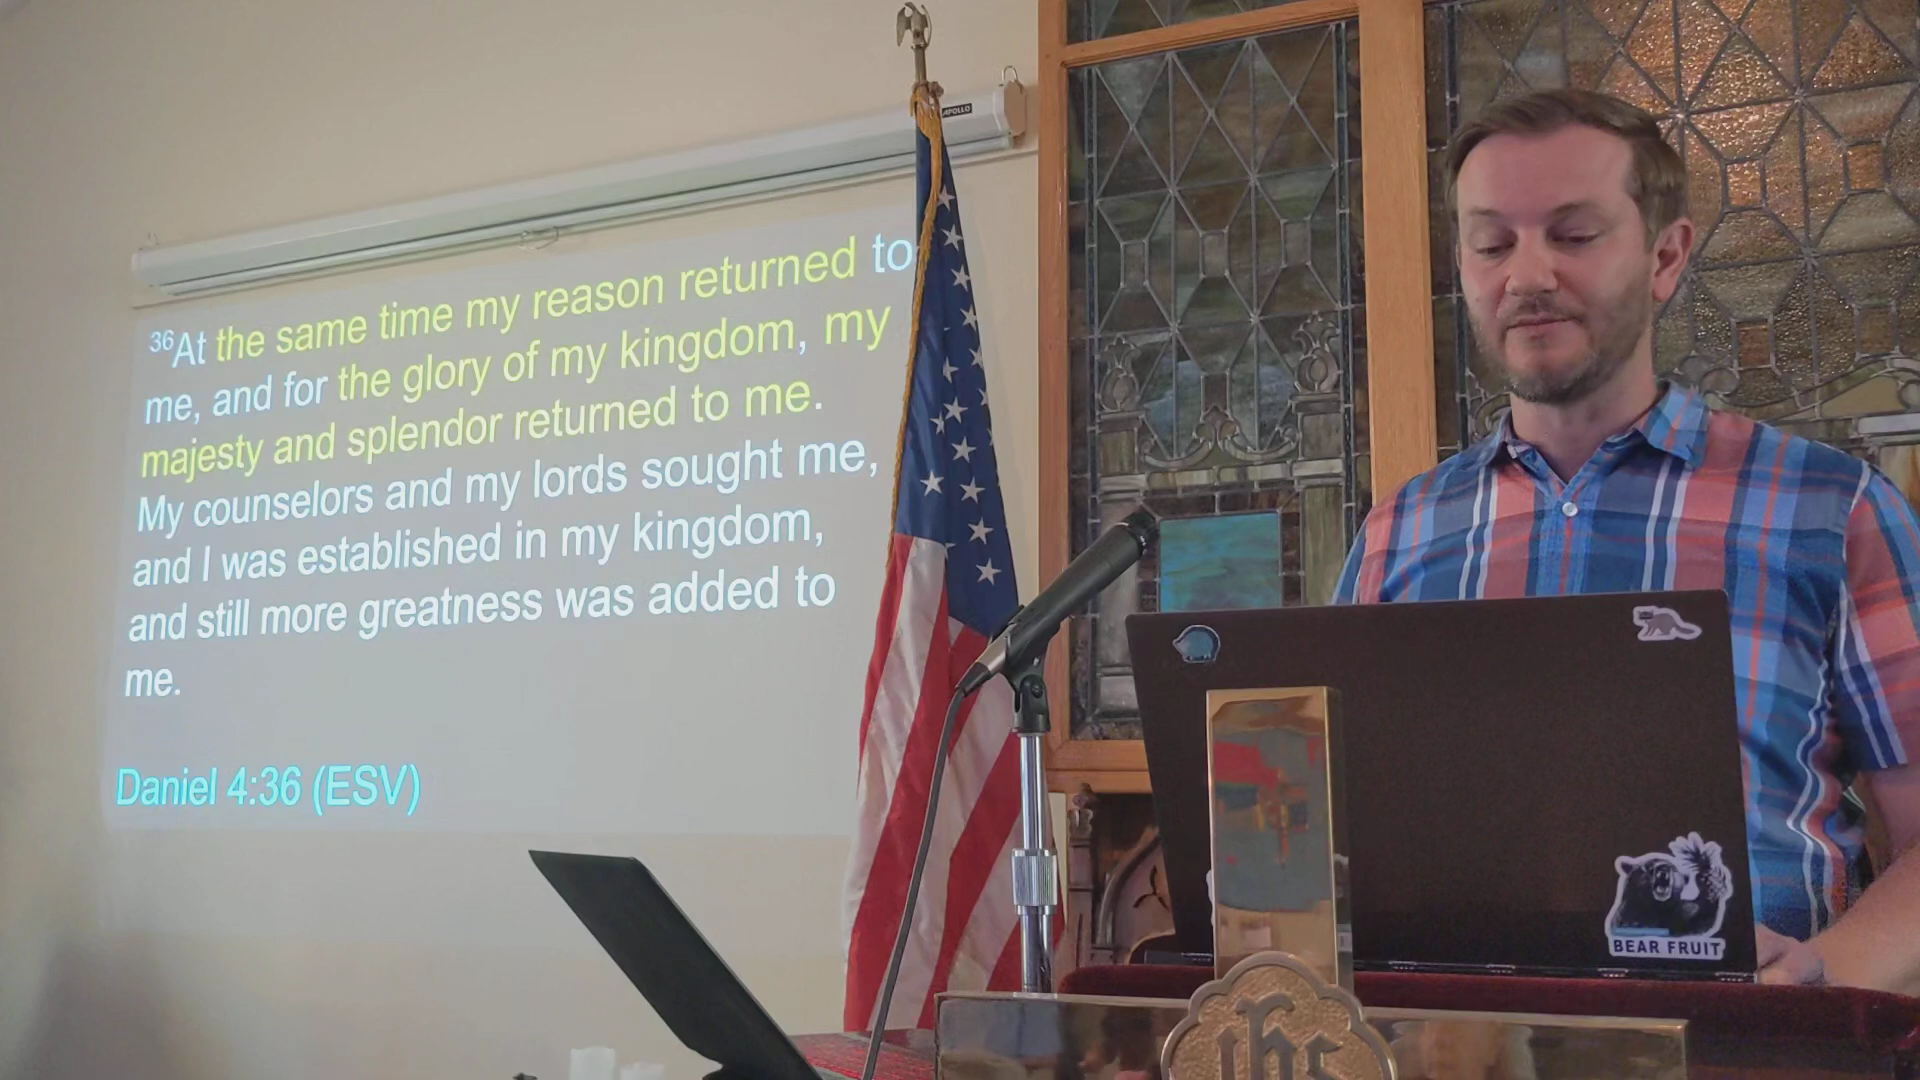 APOLLO
³⁶At the same time my reason returned to
me, and for the glory of my kingdom, my
majesty and splendor returned to me.
My counselors and my lords sought me,
and I was established in my kingdom,
and still more greatness was added to
me.
Daniel 4:36 (ESV)
BEAR FRUIT
ihs